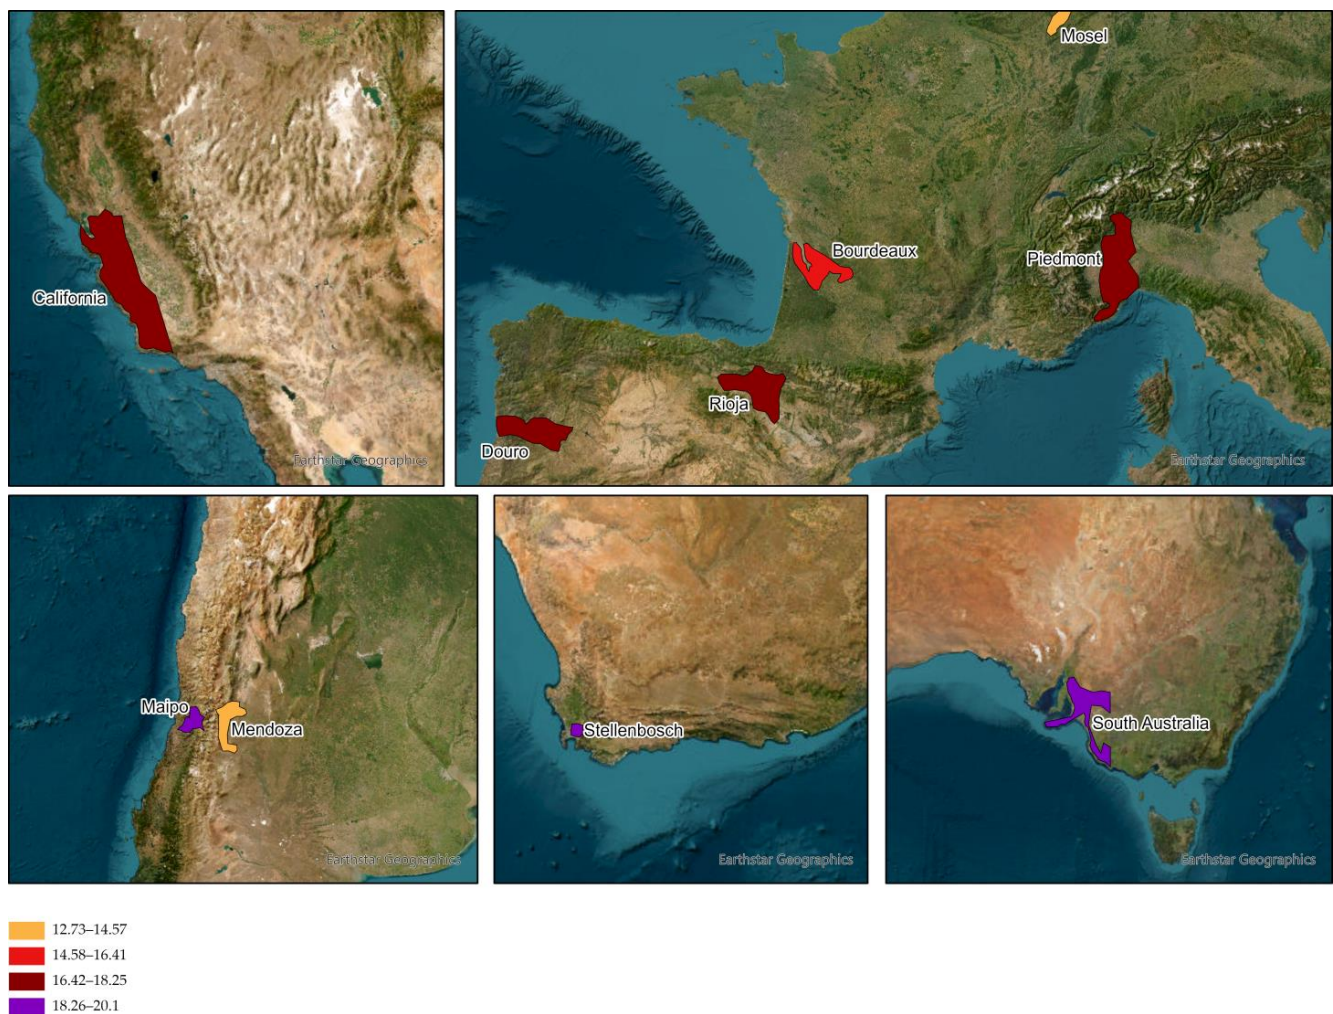 Mosel
Bourdeaux
Piedmont
California
Rioja
Douro
Earthstar Geographics
Earthstar Geographics
Maipo
Mendoza
Stellenbosch
South Australia
Earthstar Geographics
Earthstar Geographics
Earthstar Geographics
12.73–14.57
14.58–16.41
16.42–18.25
18.26–20.1